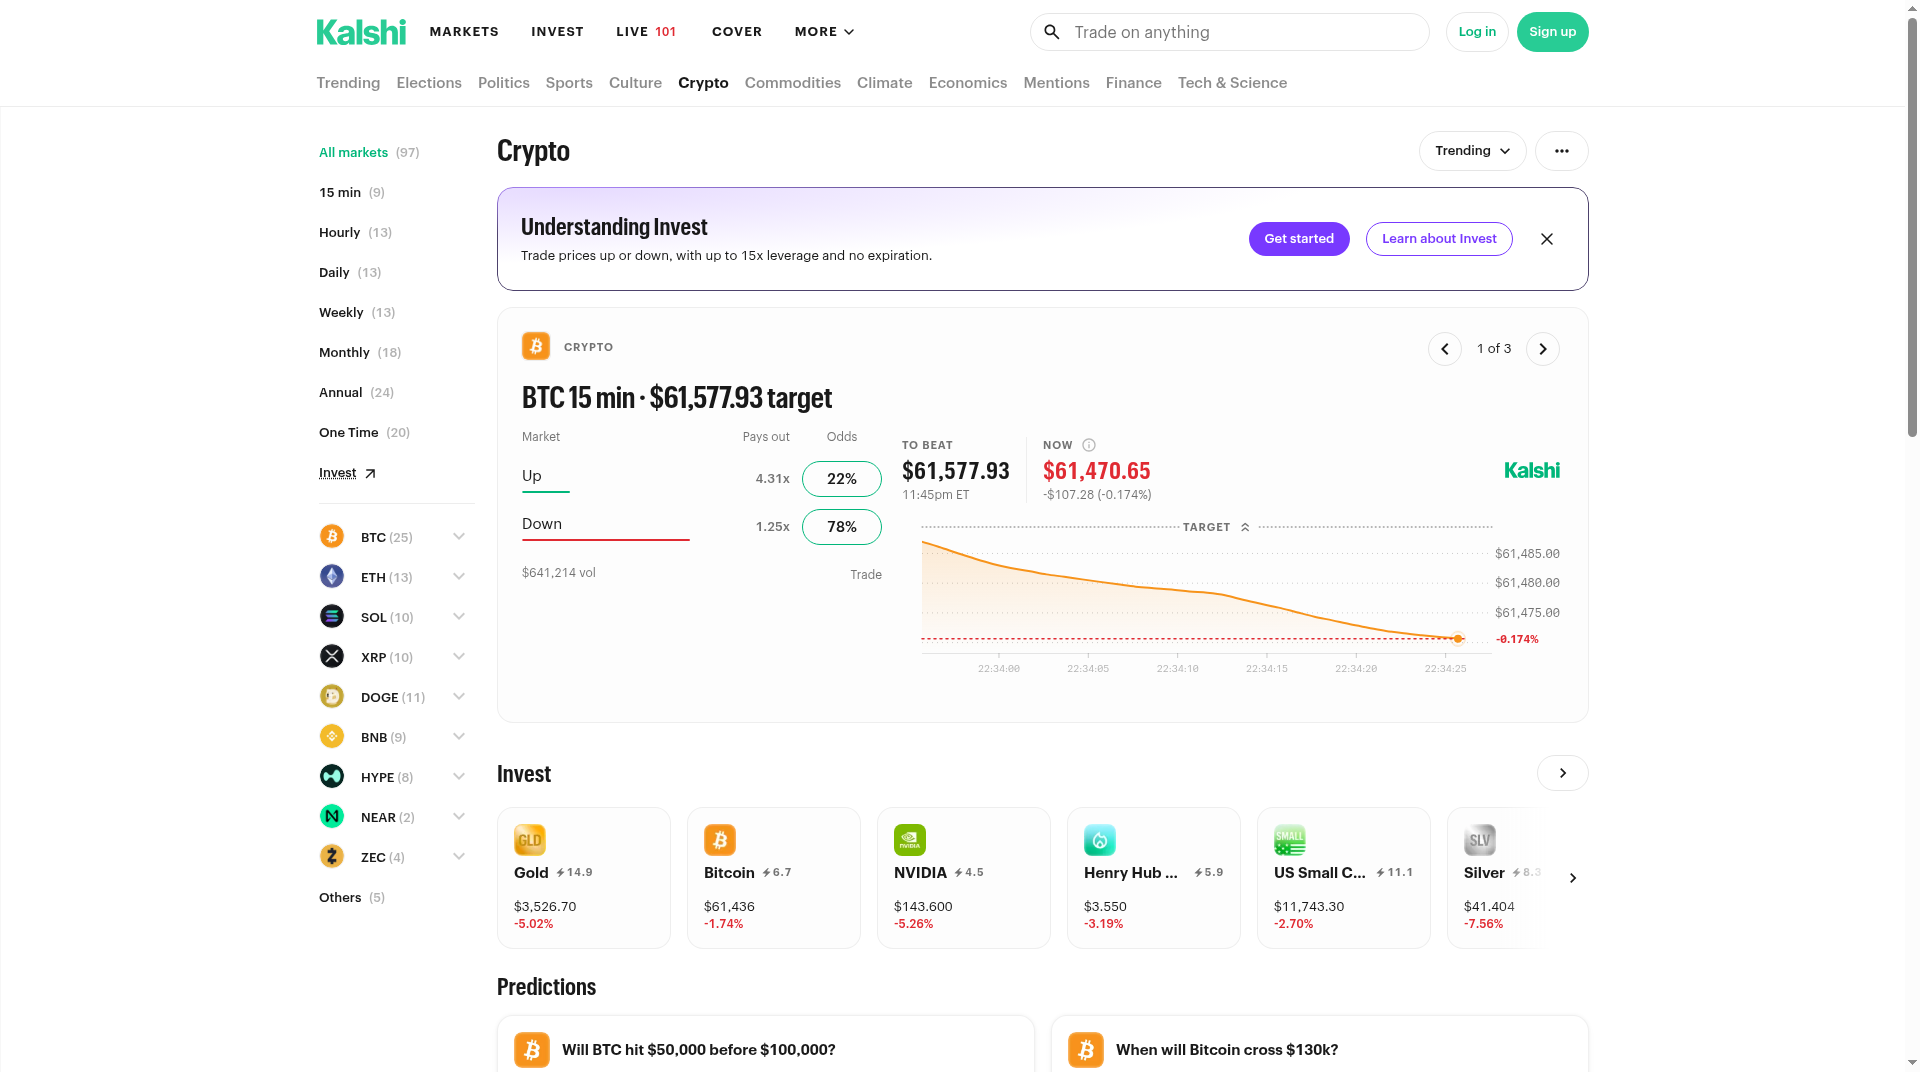 Kalshi
MARKETS
INVEST
LIVE 101
COVER
MORE
Trade on anything
Log in
Sign up
Trending
Elections
Politics
Sports
Culture
Crypto
Commodities
Climate
Economics
Mentions
Finance
Tech & Science
All markets (97)
15 min (9)
Hourly (13)
Daily (13)
Weekly (13)
Monthly (18)
Annual (24)
One Time (20)
Invest
BTC (25)
ETH (13)
SOL (10)
XRP (10)
DOGE (11)
BNB (9)
HYPE (8)
NEAR (2)
ZEC (4)
Others (5)
Crypto
Trending
Understanding Invest
Trade prices up or down, with up to 15x leverage and no expiration.
Get started
Learn about Invest
CRYPTO
1 of 3
BTC 15 min · $61,577.93 target
Market
Pays out
Odds
Up
4.31x
22%
Down
1.25x
78%
$641,214 vol
Trade
TO BEAT
$61,577.93
11:45pm ET
NOW
$61,470.65
-$107.28 (-0.174%)
Kalshi
TARGET
$61,485.00
$61,480.00
$61,475.00
-0.174%
22:34:00
22:34:05
22:34:10
22:34:15
22:34:20
22:34:25
Invest
GLD
Gold 14.9
$3,526.70
-5.02%
Bitcoin 6.7
$61,436
-1.74%
NVIDIA
NVIDIA 4.5
$143.600
-5.26%
Henry Hub ... 5.9
$3.550
-3.19%
SMALL
US Small C... 11.1
$11,743.30
-2.70%
SLV
Silver 8.3
$41.404
-7.56%
Predictions
Will BTC hit $50,000 before $100,000?
When will Bitcoin cross $130k?